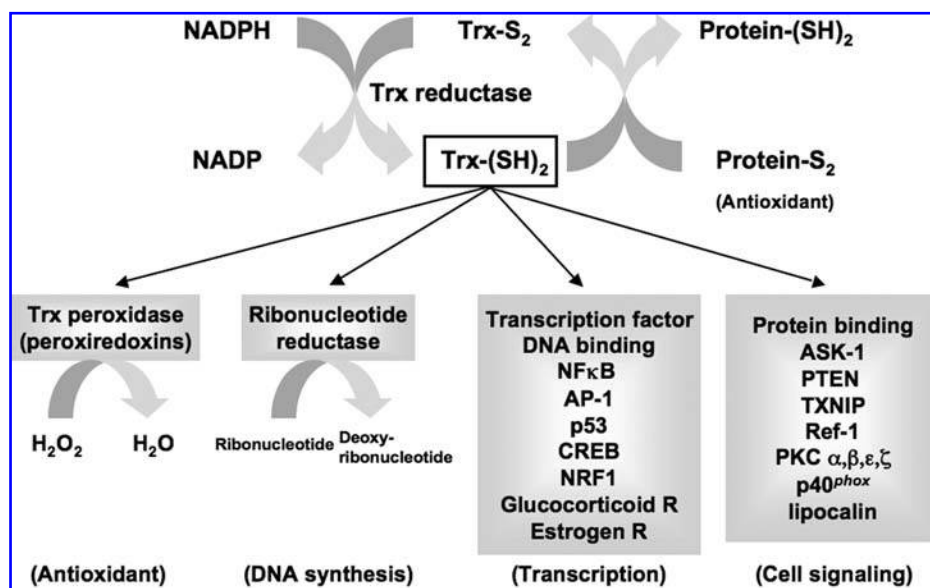 NADPH
Trx-S₂
Protein-(SH)₂
Trx reductase
NADP
Trx-(SH)₂
Protein-S₂
(Antioxidant)
Trx peroxidase
(peroxiredoxins)
H₂O₂
H₂O
(Antioxidant)
Ribonucleotide
reductase
Ribonucleotide
Deoxy-
ribonucleotide
(DNA synthesis)
Transcription factor
DNA binding
NFκB
AP-1
p53
CREB
NRF1
Glucocorticoid R
Estrogen R
(Transcription)
Protein binding
ASK-1
PTEN
TXNIP
Ref-1
PKC α,β,ε,ζ
p40ᵖʰᵒˣ
lipocalin
(Cell signaling)